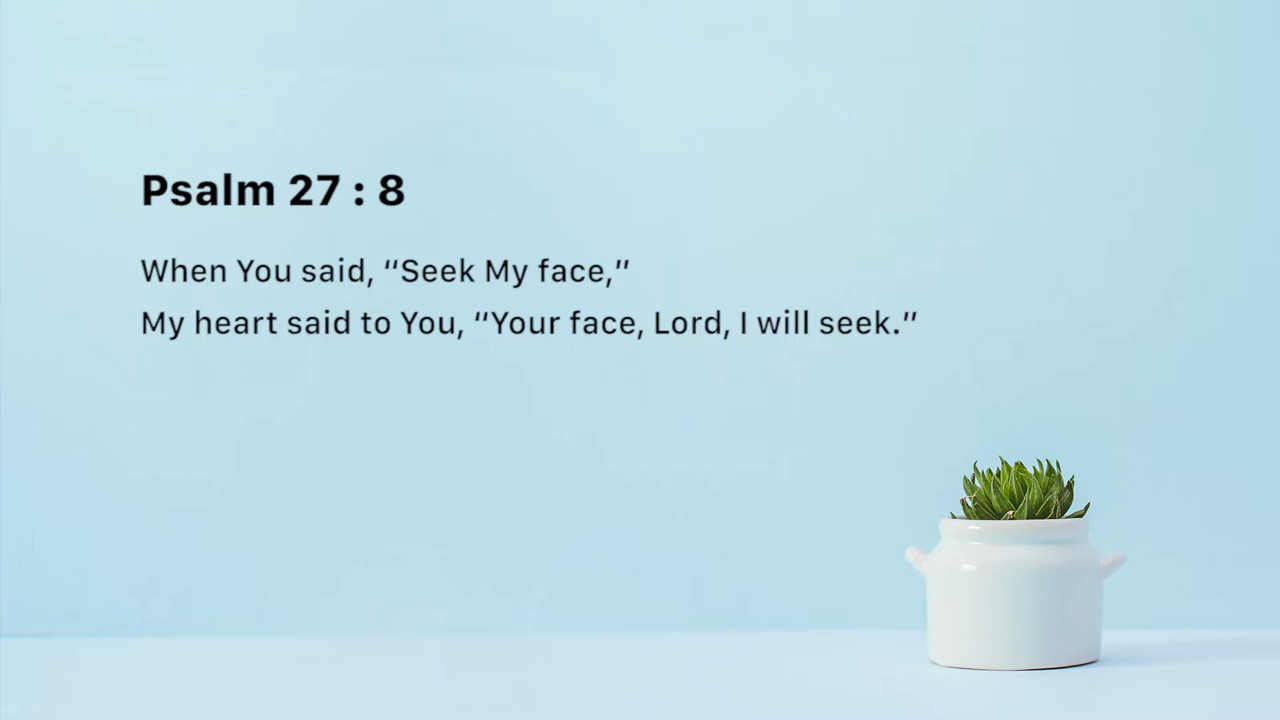 Psalm 27 : 8
When You said, “Seek My face,”
My heart said to You, “Your face, Lord, I will seek.”